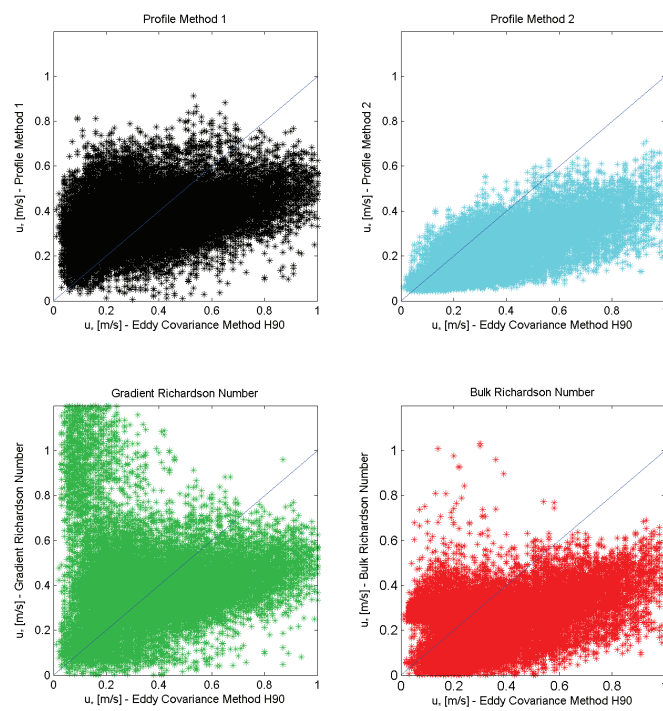 Profile Method 1
1
0.8
0.6
0.4
0.2
0
0 0.2 0.4 0.6 0.8 1
u* [m/s] - Profile Method 1
u* [m/s] - Eddy Covariance Method H90
Profile Method 2
1
0.8
0.6
0.4
0.2
0
0 0.2 0.4 0.6 0.8 1
u* [m/s] - Profile Method 2
u* [m/s] - Eddy Covariance Method H90
Gradient Richardson Number
1
0.8
0.6
0.4
0.2
0
0 0.2 0.4 0.6 0.8 1
u* [m/s] - Gradient Richardson Number
u* [m/s] - Eddy Covariance Method H90
Bulk Richardson Number
1
0.8
0.6
0.4
0.2
0
0 0.2 0.4 0.6 0.8 1
u* [m/s] - Bulk Richardson Number
u* [m/s] - Eddy Covariance Method H90